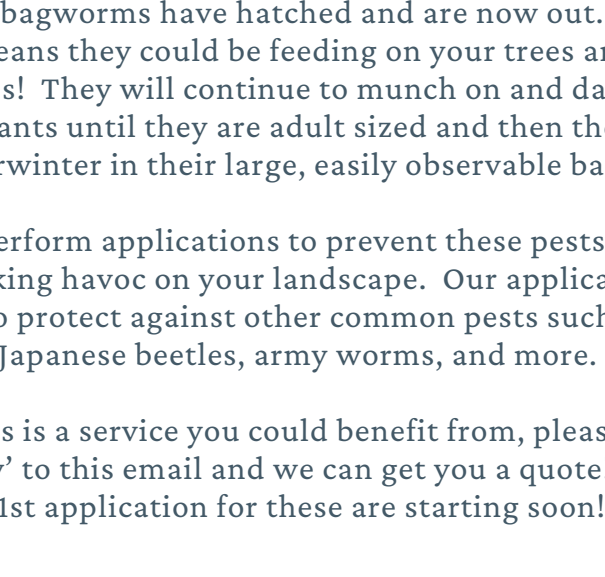 bagworms have hatched and are now out.
eans they could be feeding on your trees a
s! They will continue to munch on and da
ants until they are adult sized and then th
rwinter in their large, easily observable ba
erform applications to prevent these pests
king havoc on your landscape. Our applica
o protect against other common pests such
Japanese beetles, army worms, and more.
s is a service you could benefit from, pleas
y’ to this email and we can get you a quote.
1st application for these are starting soon!